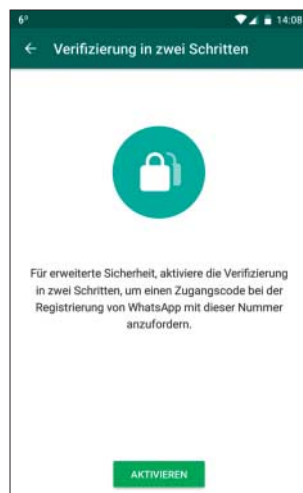 6° 14:08
Verifizierung in zwei Schritten
Für erweiterte Sicherheit, aktiviere die Verifizierung
in zwei Schritten, um einen Zugangscode bei der
Registrierung von WhatsApp mit dieser Nummer
anzufordern.
AKTIVIEREN